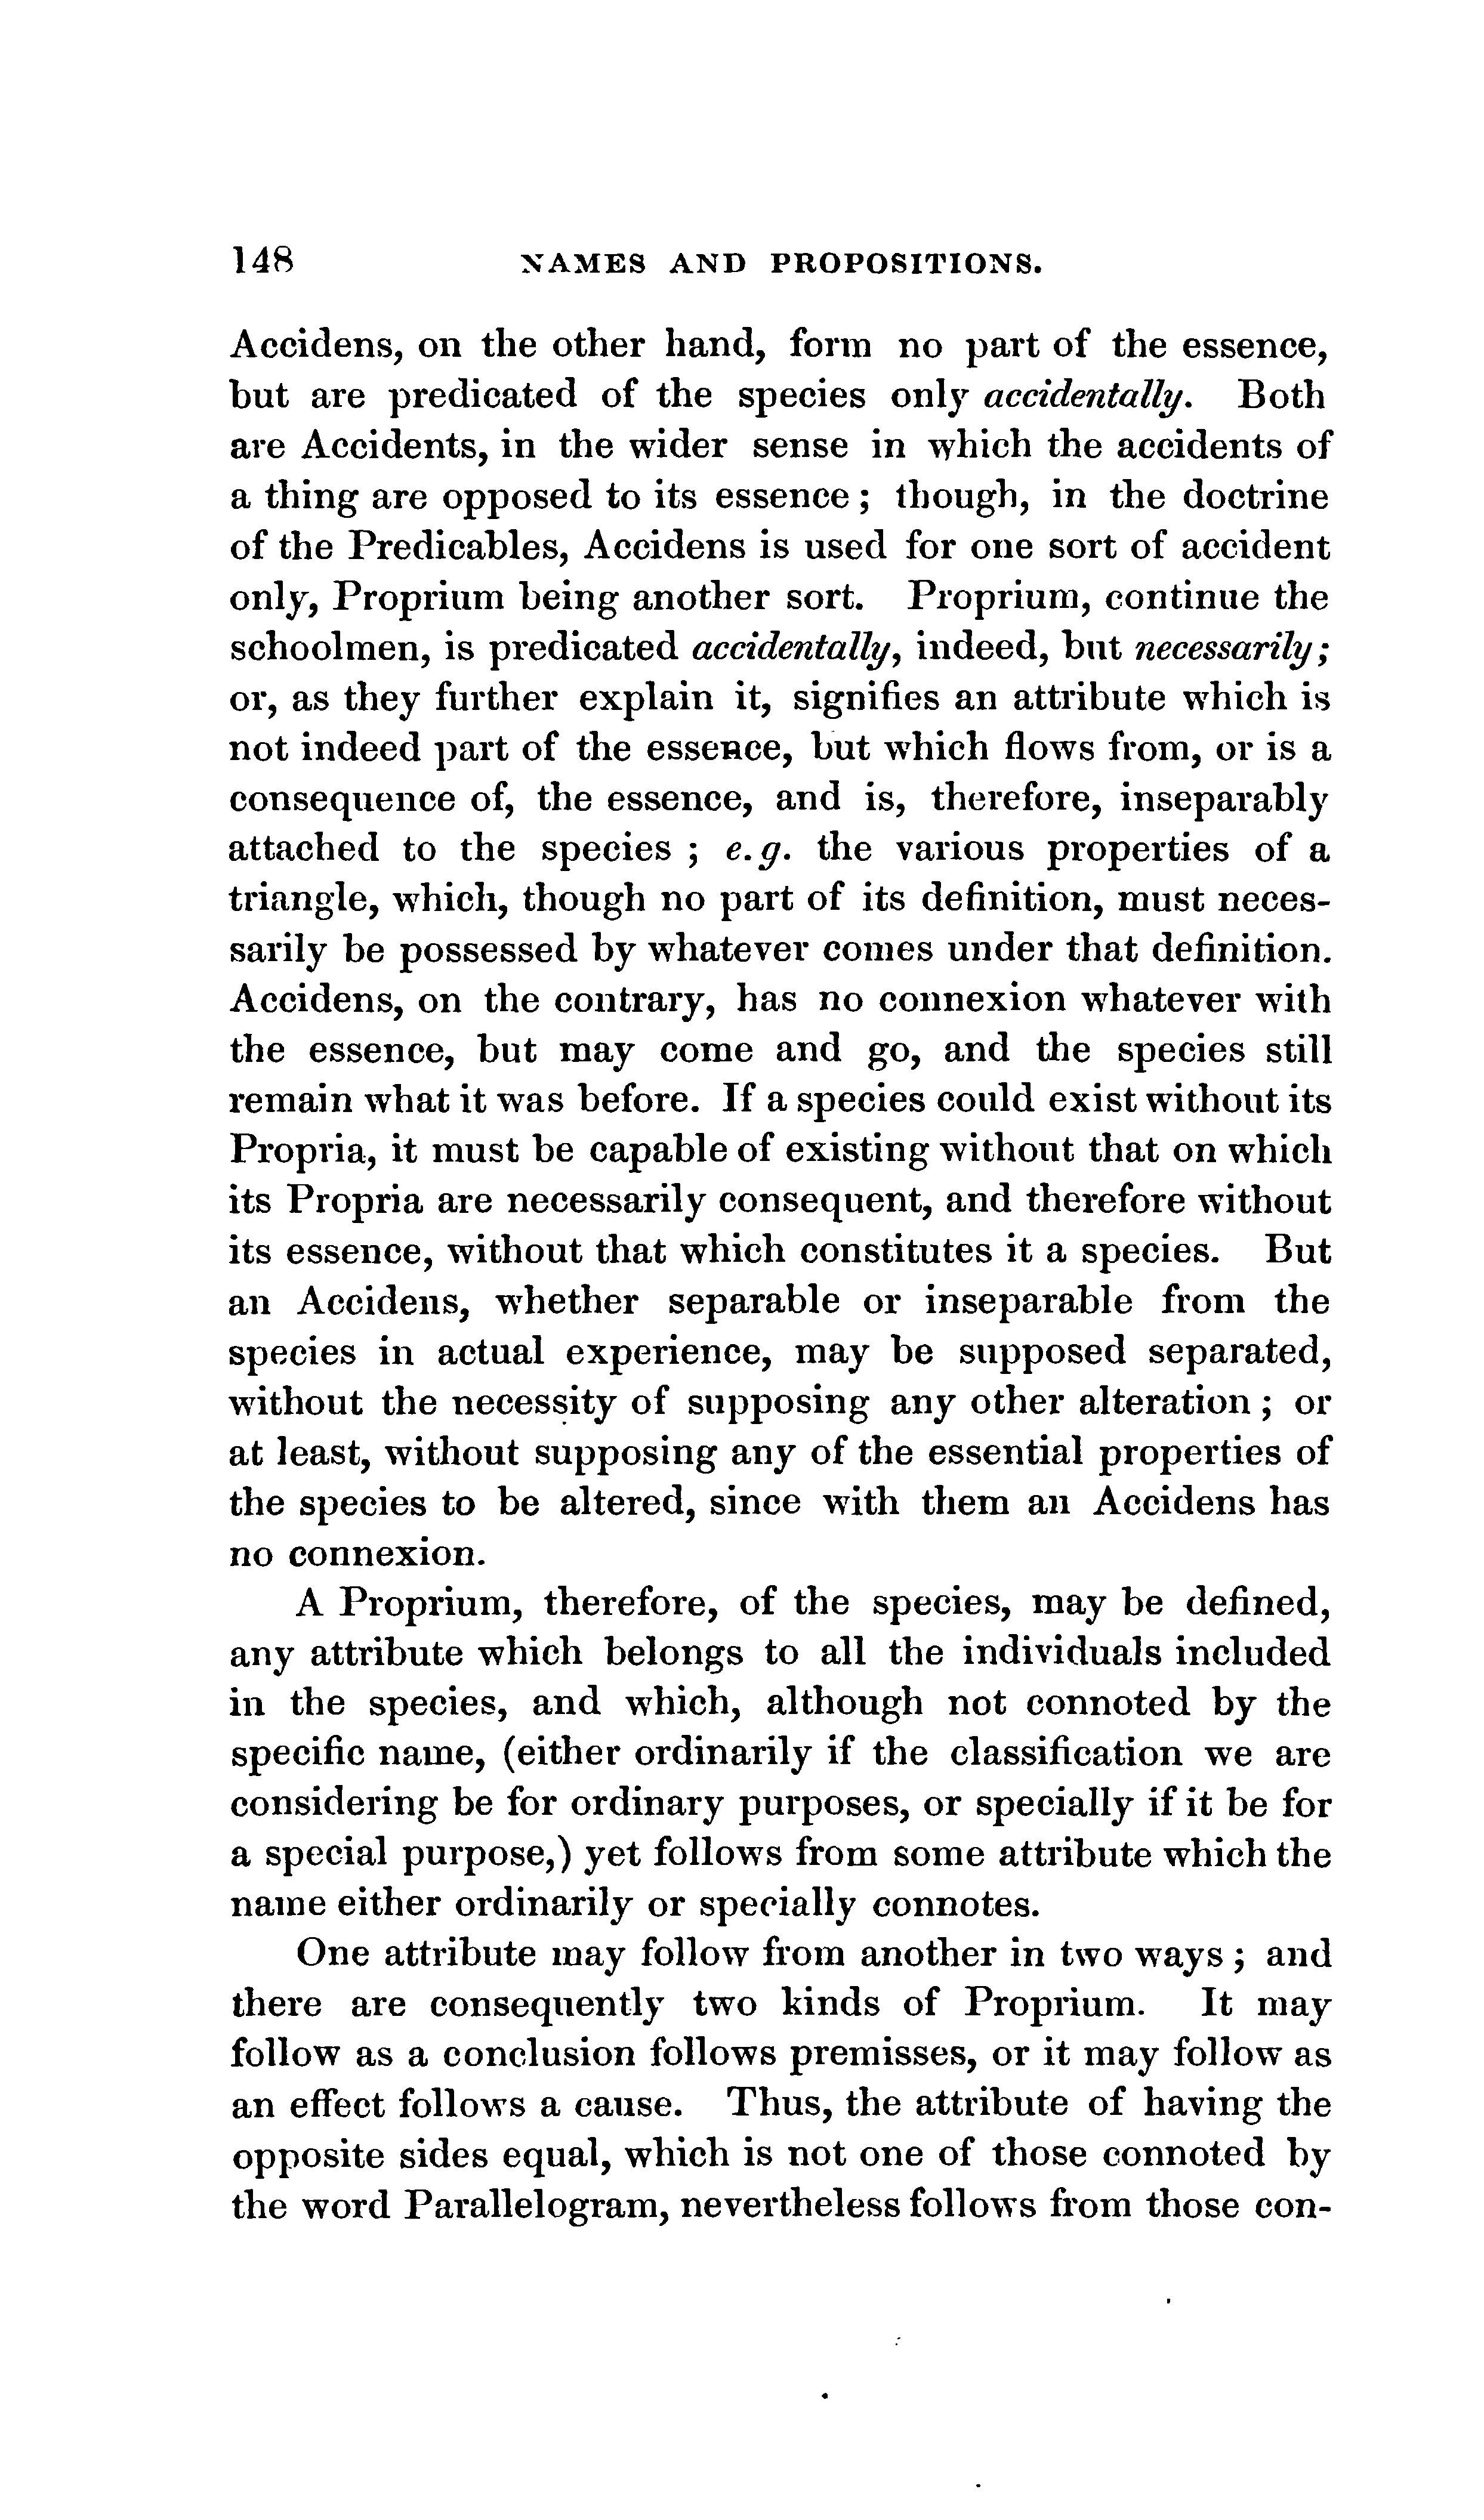 148 NAMES AND PROPOSITIONS.
Accidens, on the other hand, form no part of the essence,
but are predicated of the species only accidentally. Both
are Accidents, in the wider sense in which the accidents of
a thing are opposed to its essence; though, in the doctrine
of the Predicables, Accidens is used for one sort of accident
only, Proprium being another sort. Proprium, continue the
schoolmen, is predicated accidentally, indeed, but necessarily;
or, as they further explain it, signifies an attribute which is
not indeed part of the essence, but which flows from, or is a
consequence of, the essence, and is, therefore, inseparably
attached to the species; e.g. the various properties of a
triangle, which, though no part of its definition, must neces-
sarily be possessed by whatever comes under that definition.
Accidens, on the contrary, has no connexion whatever with
the essence, but may come and go, and the species still
remain what it was before. If a species could exist without its
Propria, it must be capable of existing without that on which
its Propria are necessarily consequent, and therefore without
its essence, without that which constitutes it a species. But
an Accidens, whether separable or inseparable from the
species in actual experience, may be supposed separated,
without the necessity of supposing any other alteration; or
at least, without supposing any of the essential properties of
the species to be altered, since with them an Accidens has
no connexion.
A Proprium, therefore, of the species, may be defined,
any attribute which belongs to all the individuals included
in the species, and which, although not connoted by the
specific name, (either ordinarily if the classification we are
considering be for ordinary purposes, or specially if it be for
a special purpose,) yet follows from some attribute which the
name either ordinarily or specially connotes.
One attribute may follow from another in two ways; and
there are consequently two kinds of Proprium. It may
follow as a conclusion follows premisses, or it may follow as
an effect follows a cause. Thus, the attribute of having the
opposite sides equal, which is not one of those connoted by
the word Parallelogram, nevertheless follows from those con-